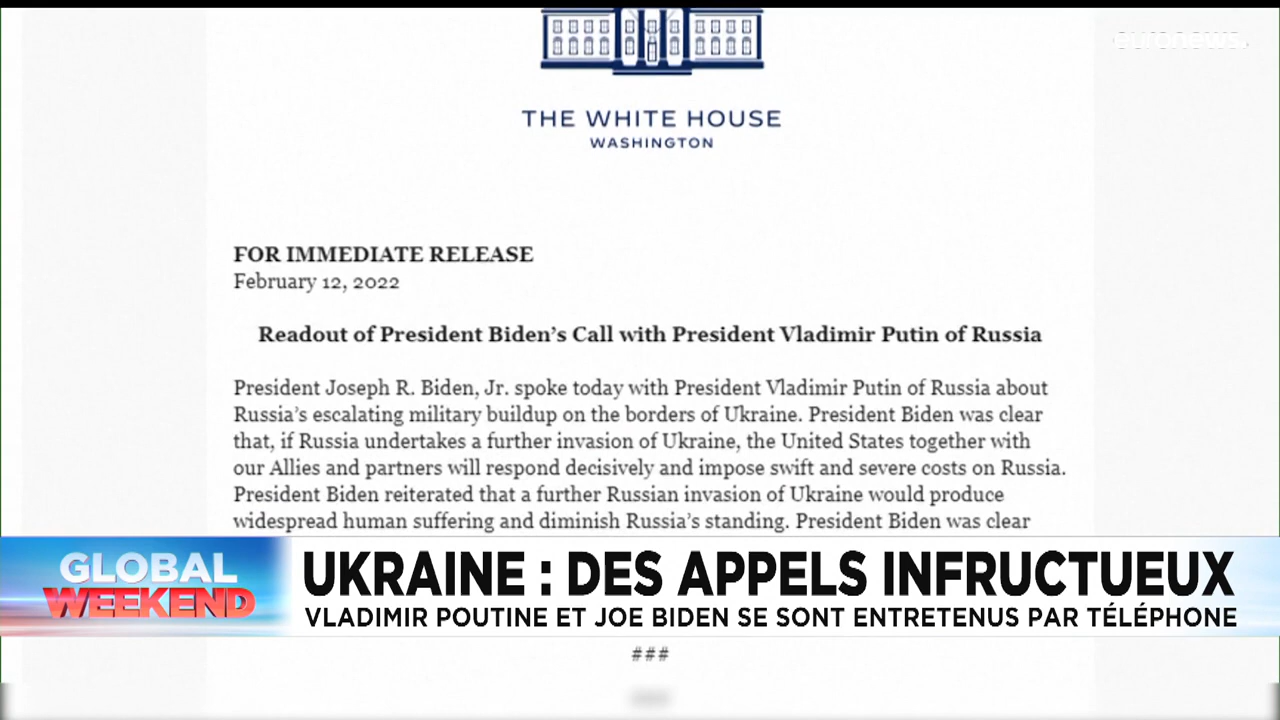 euronews.
THE WHITE HOUSE
WASHINGTON
FOR IMMEDIATE RELEASE
February 12, 2022
Readout of President Biden’s Call with President Vladimir Putin of Russia
President Joseph R. Biden, Jr. spoke today with President Vladimir Putin of Russia about
Russia’s escalating military buildup on the borders of Ukraine. President Biden was clear
that, if Russia undertakes a further invasion of Ukraine, the United States together with
our Allies and partners will respond decisively and impose swift and severe costs on Russia.
President Biden reiterated that a further Russian invasion of Ukraine would produce
widespread human suffering and diminish Russia’s standing. President Biden was clear
GLOBAL
WEEKEND
UKRAINE : DES APPELS INFRUCTUEUX
VLADIMIR POUTINE ET JOE BIDEN SE SONT ENTRETENUS PAR TÉLÉPHONE
###